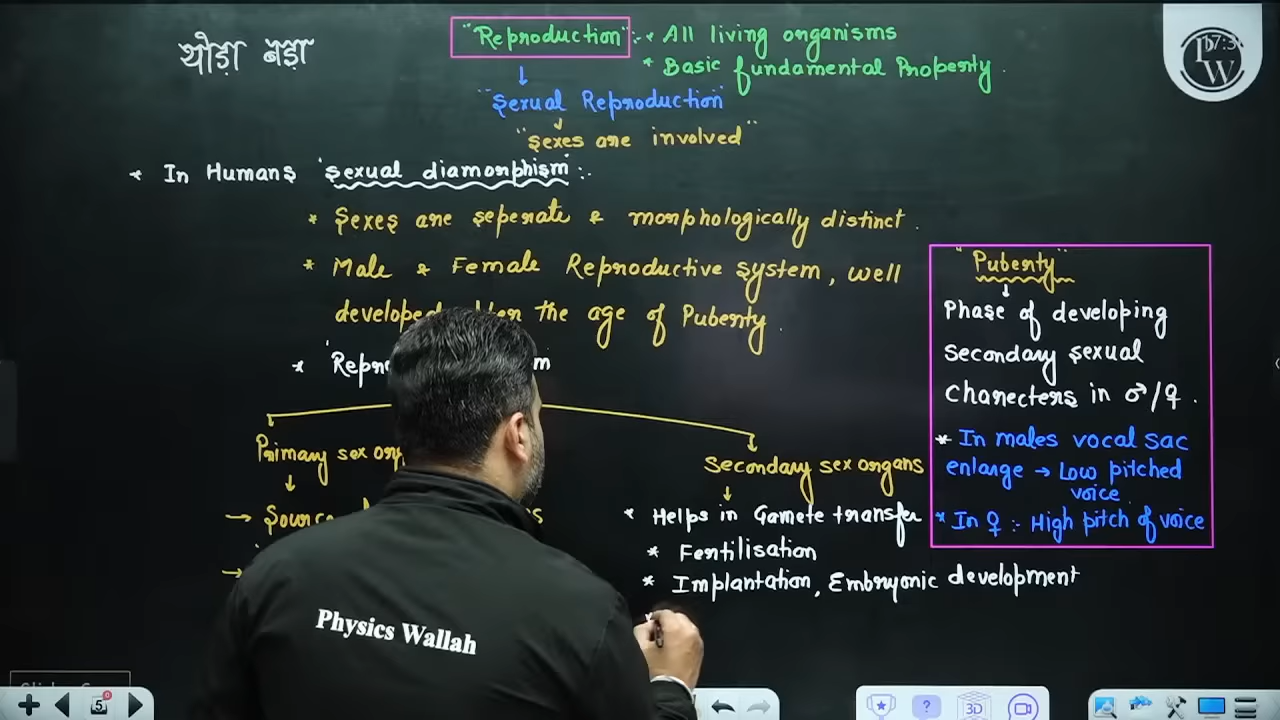 थोड़ा बड़ा
"Reproduction" :- * All living organisms
* Basic fundamental Property.
"Sexual Reproduction"
"Sexes are involved"
* In Humans "sexual diamorphism" :-
* Sexes are seperate & morphologically distinct.
* Male & Female Reproductive system, well
developed the age of Puberty.
*
Primary sex
Secondary sex organs
* Helps in Gamete transfer
* Fertilisation
* Implantation, Embryonic development
"Puberty"
Phase of developing
Secondary sexual
Charecters in ♂/♀.
* In males vocal sac
enlarge → Low pitched
voice.
* In ♀ :- High pitch of voice
Physics Wallah
W
5
3D